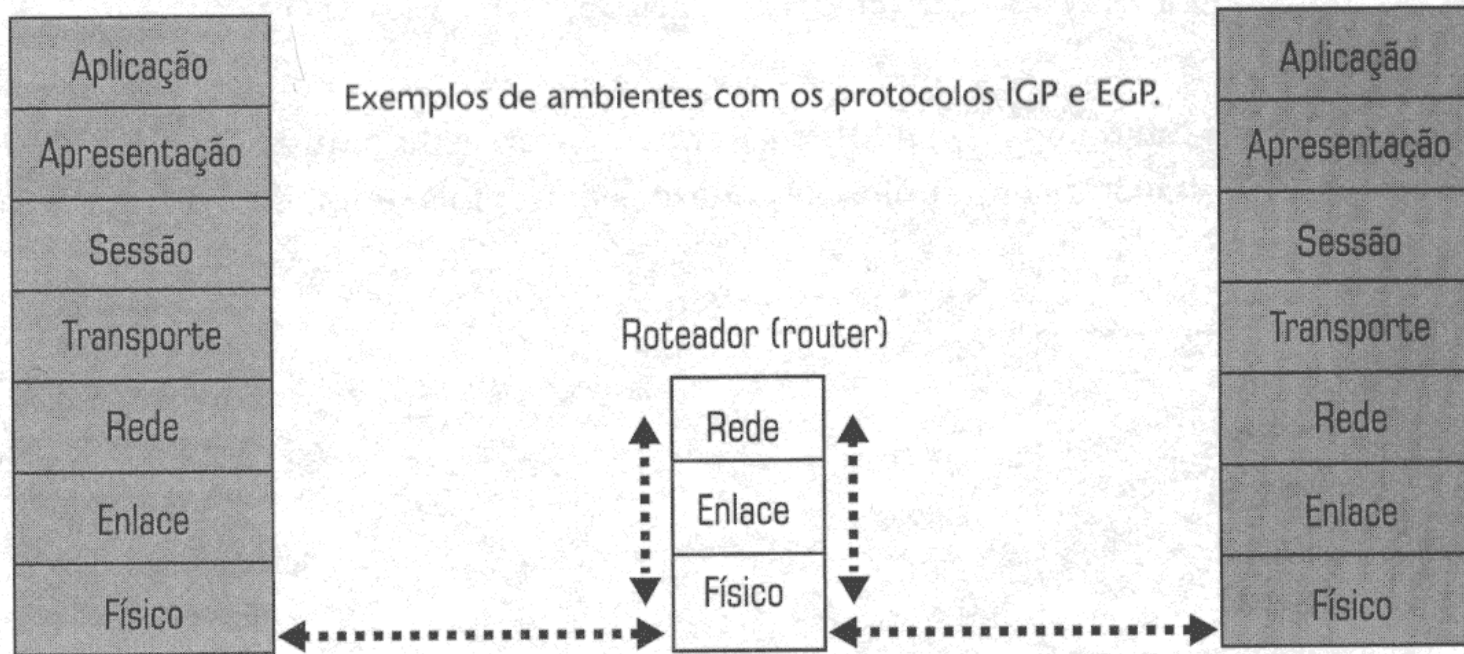 Aplicação
Apresentação
Sessão
Transporte
Rede
Enlace
Físico
Exemplos de ambientes com os protocolos IGP e EGP.
Roteador (router)
Rede
Enlace
Físico
Aplicação
Apresentação
Sessão
Transporte
Rede
Enlace
Físico